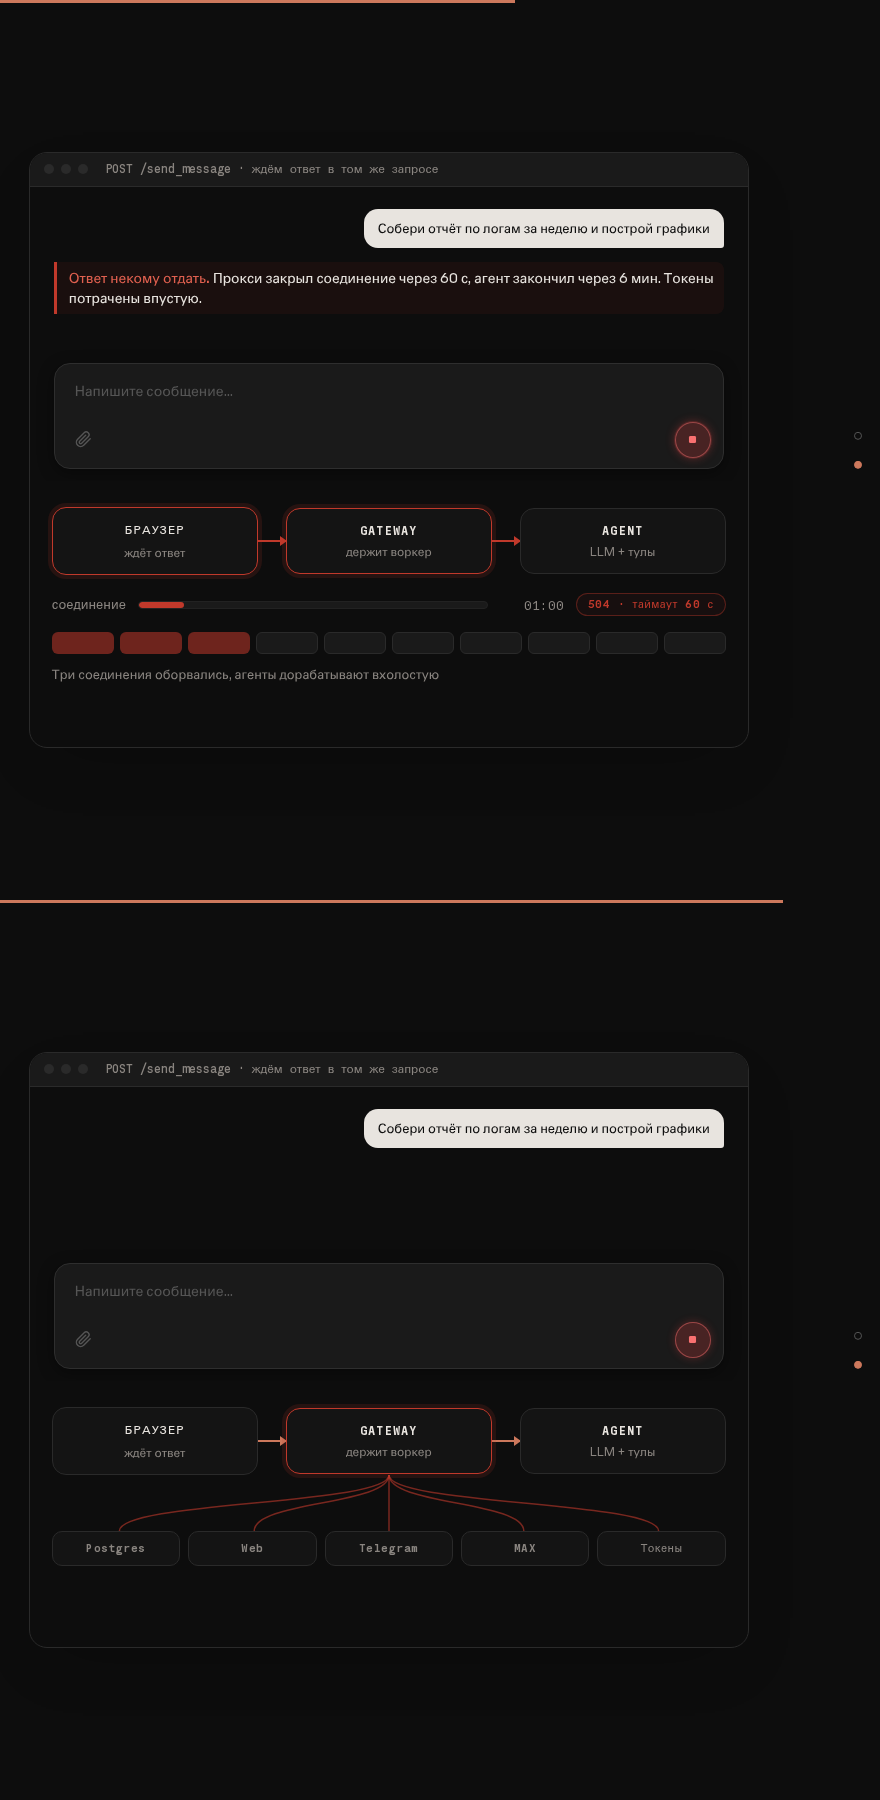 POST /send_message · ждём ответ в том же запросе
Собери отчёт по логам за неделю и построй графики
Ответ некому отдать. Прокси закрыл соединение через 60 с, агент закончил через 6 мин. Токены
потрачены впустую.
Напишите сообщение…
БРАУЗЕР
ждёт ответ
GATEWAY
держит воркер
AGENT
LLM + тулы
соединение
01:00
504 · таймаут 60 с
Три соединения оборвались, агенты дорабатывают вхолостую
POST /send_message · ждём ответ в том же запросе
Собери отчёт по логам за неделю и построй графики
Напишите сообщение…
БРАУЗЕР
ждёт ответ
GATEWAY
держит воркер
AGENT
LLM + тулы
Postgres
Web
Telegram
MAX
Токены